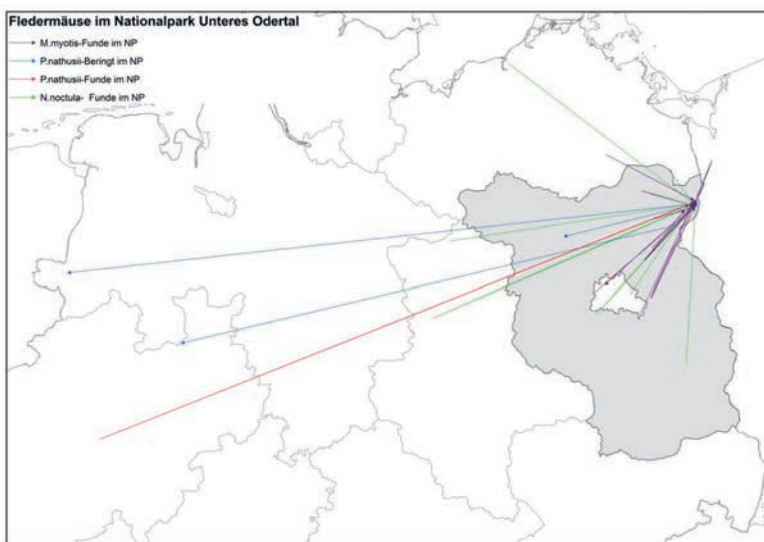 Fledermäuse im Nationalpark Unteres Odertal
M.myotis-Funde im NP
P.nathusii-Beringt im NP
P.nathusii-Funde im NP
N.noctula- Funde im NP